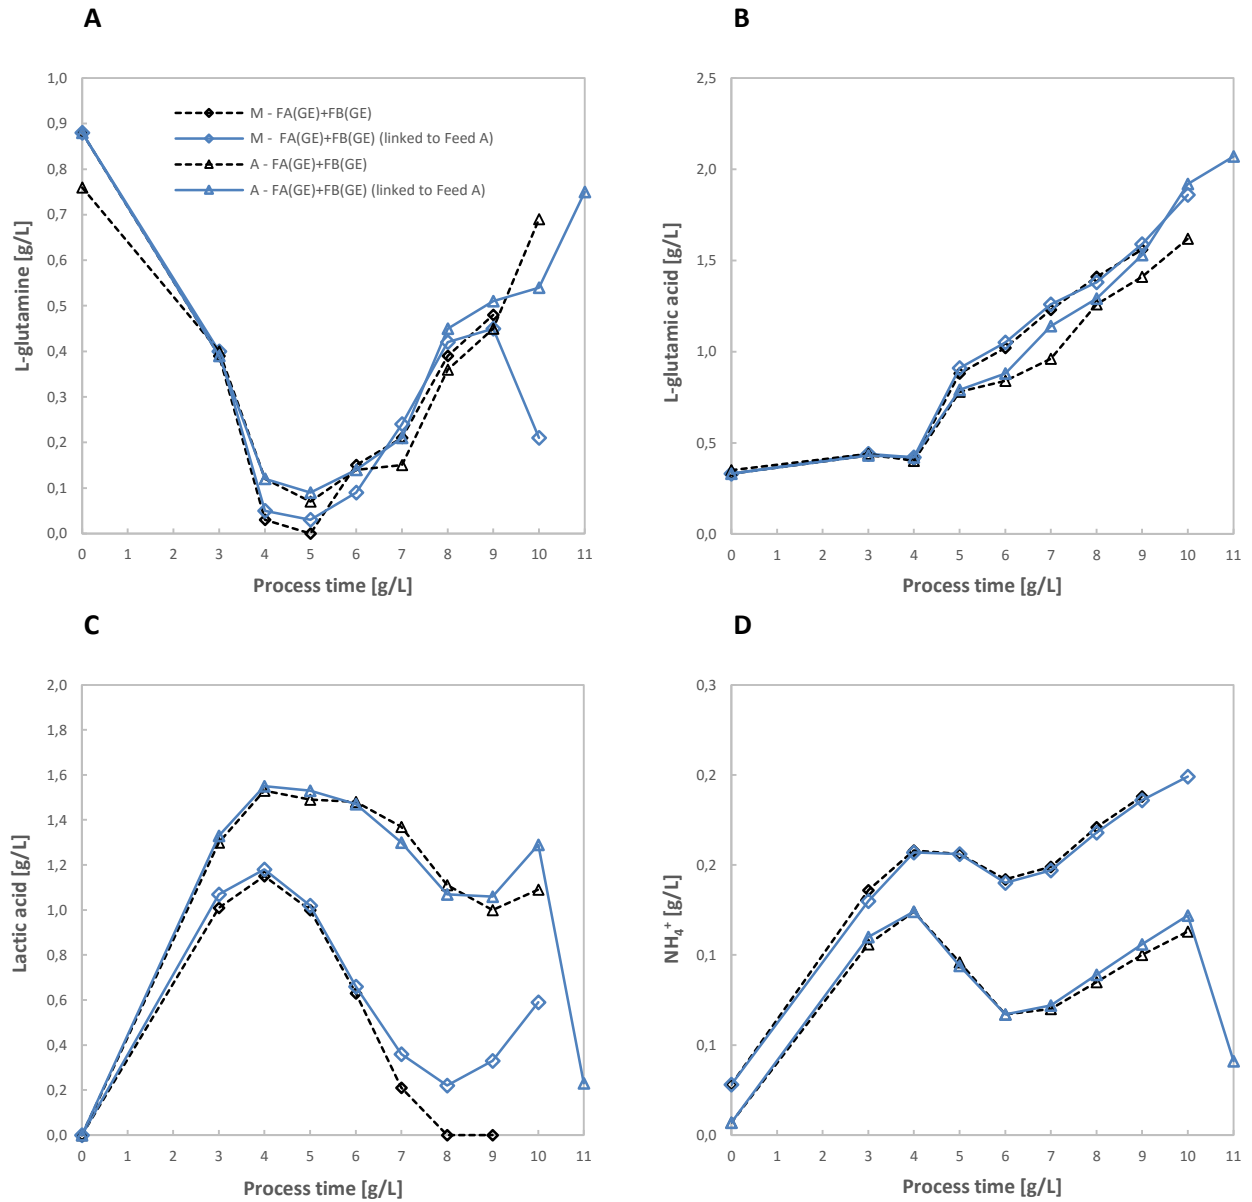 A
L-glutamine [g/L]
1,0
0,9
0,8
0,7
0,6
0,5
0,4
0,3
0,2
0,1
0,0
M - FA(GE)+FB(GE)
M - FA(GE)+FB(GE) (linked to Feed A)
A - FA(GE)+FB(GE)
A - FA(GE)+FB(GE) (linked to Feed A)
0 1 2 3 4 5 6 7 8 9 10 11
Process time [g/L]
B
L-glutamic acid [g/L]
2,5
2,0
1,5
1,0
0,5
0,0
0 1 2 3 4 5 6 7 8 9 10 11
Process time [g/L]
C
Lactic acid [g/L]
2,0
1,8
1,6
1,4
1,2
1,0
0,8
0,6
0,4
0,2
0,0
0 1 2 3 4 5 6 7 8 9 10 11
Process time [g/L]
D
NH₄⁺ [g/L]
0,3
0,2
0,2
0,1
0,1
0,0
0 1 2 3 4 5 6 7 8 9 10 11
Process time [g/L]